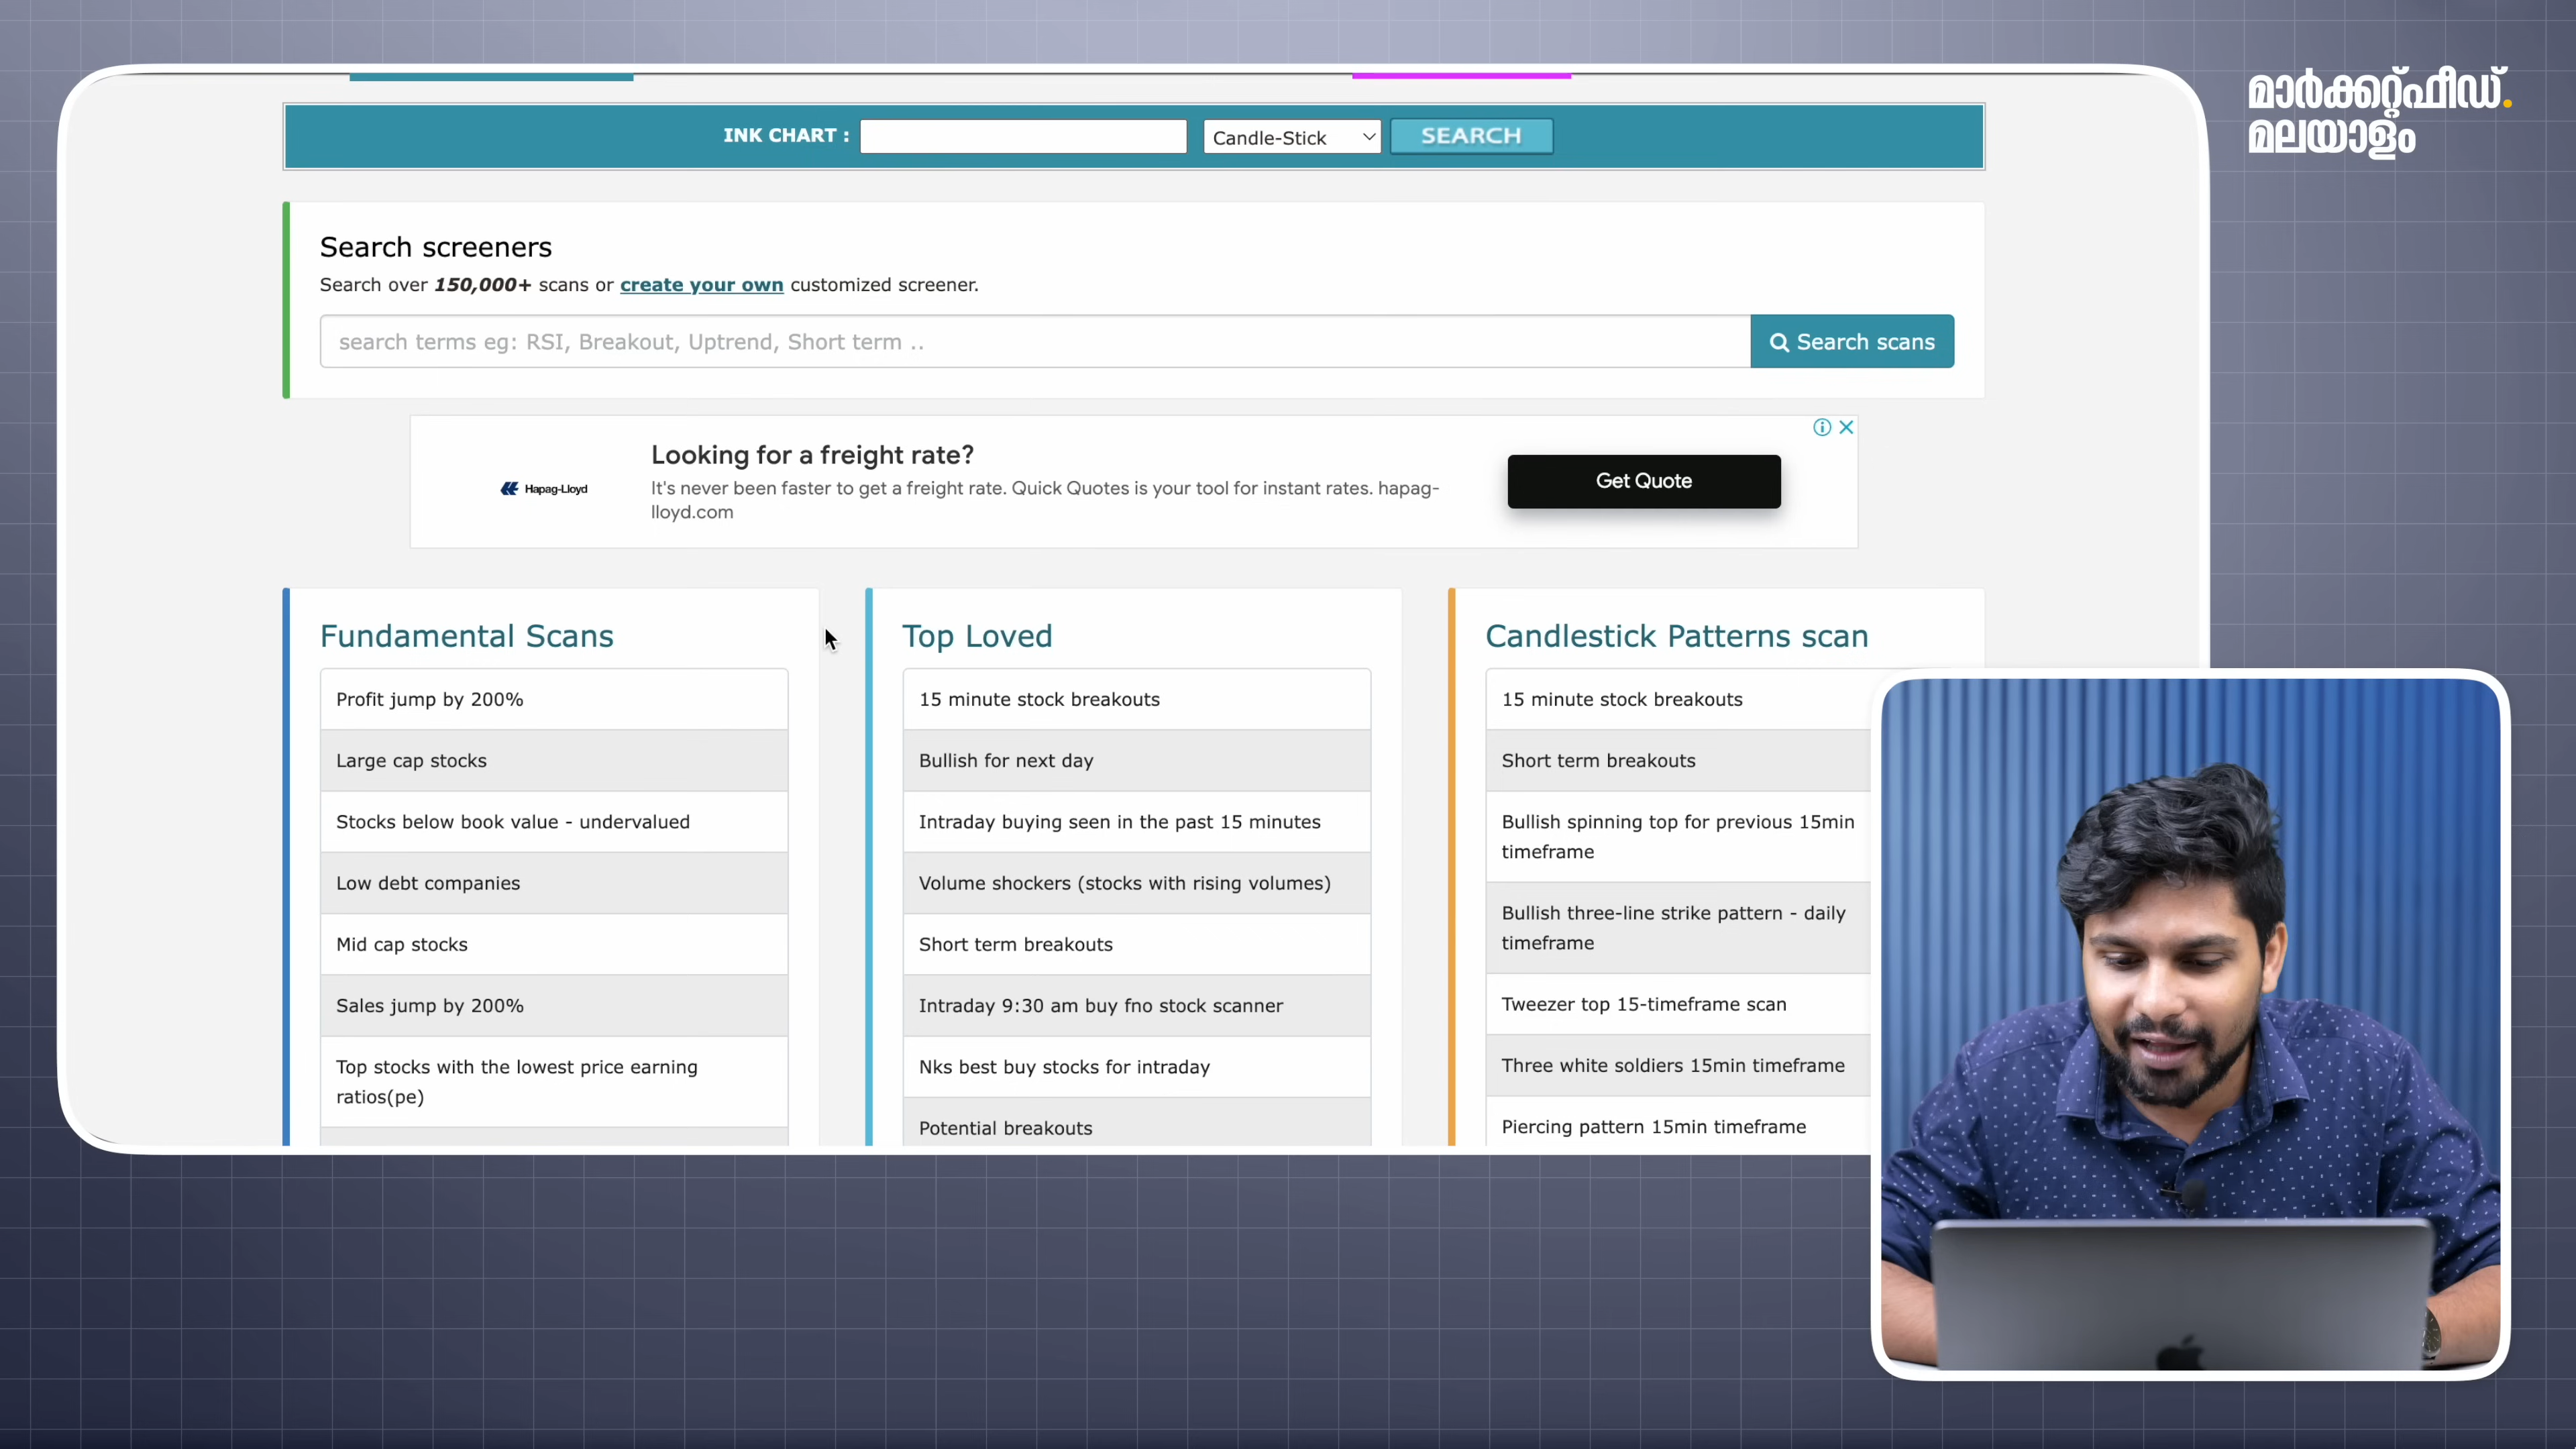 മാർക്കറ്റ്ഫീഡ്.
മലയാളം
INK CHART :
Candle-Stick
SEARCH
Search screeners
Search over 150,000+ scans or create your own customized screener.
search terms eg: RSI, Breakout, Uptrend, Short term ..
Search scans
Looking for a freight rate?
Hapag-Lloyd
It's never been faster to get a freight rate. Quick Quotes is your tool for instant rates. hapag-
lloyd.com
Get Quote
Fundamental Scans
Profit jump by 200%
Large cap stocks
Stocks below book value - undervalued
Low debt companies
Mid cap stocks
Sales jump by 200%
Top stocks with the lowest price earning
ratios(pe)
Top Loved
15 minute stock breakouts
Bullish for next day
Intraday buying seen in the past 15 minutes
Volume shockers (stocks with rising volumes)
Short term breakouts
Intraday 9:30 am buy fno stock scanner
Nks best buy stocks for intraday
Potential breakouts
Candlestick Patterns scan
15 minute stock breakouts
Short term breakouts
Bullish spinning top for previous 15min
timeframe
Bullish three-line strike pattern - daily
timeframe
Tweezer top 15-timeframe scan
Three white soldiers 15min timeframe
Piercing pattern 15min timeframe